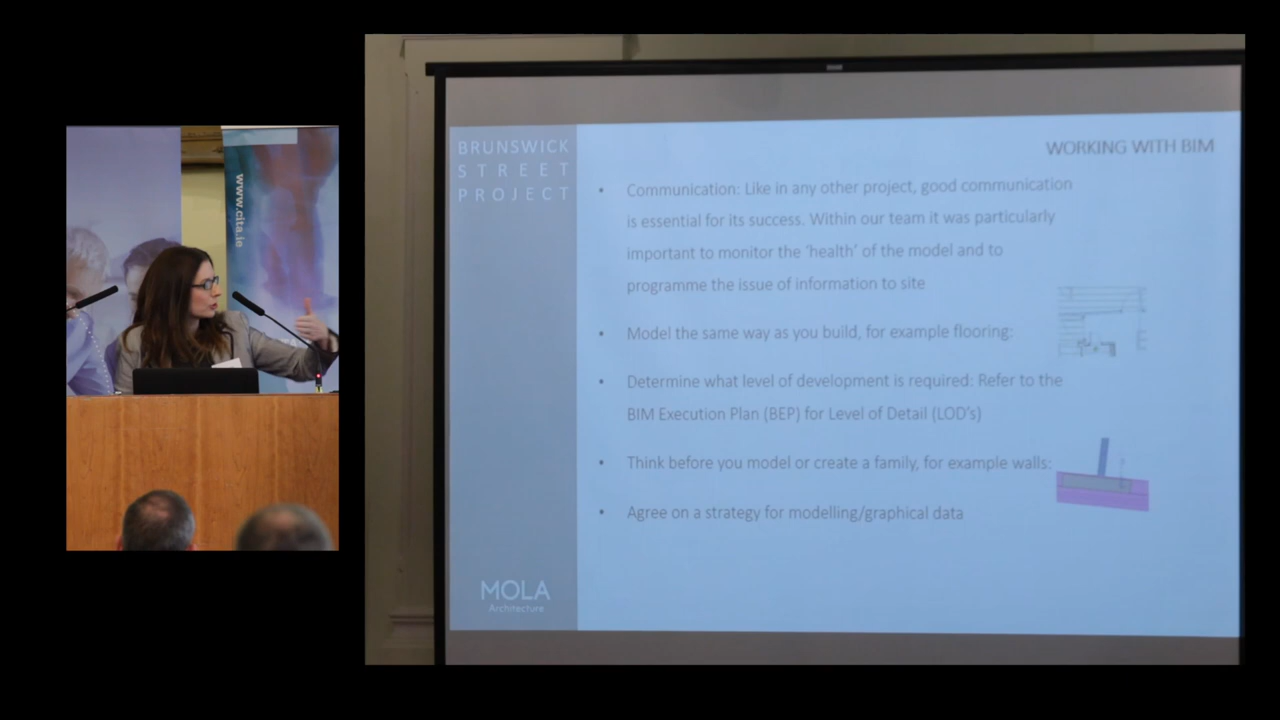 www.cita.ie
BRUNSWICK
STREET
PROJECT
WORKING WITH BIM
• Communication: Like in any other project, good communication
is essential for its success. Within our team it was particularly
important to monitor the 'health' of the model and to
programme the issue of information to site
• Model the same way as you build, for example flooring:
• Determine what level of development is required: Refer to the
BIM Execution Plan (BEP) for Level of Detail (LOD's)
• Think before you model or create a family, for example walls:
• Agree on a strategy for modelling/graphical data
MOLA
Architecture